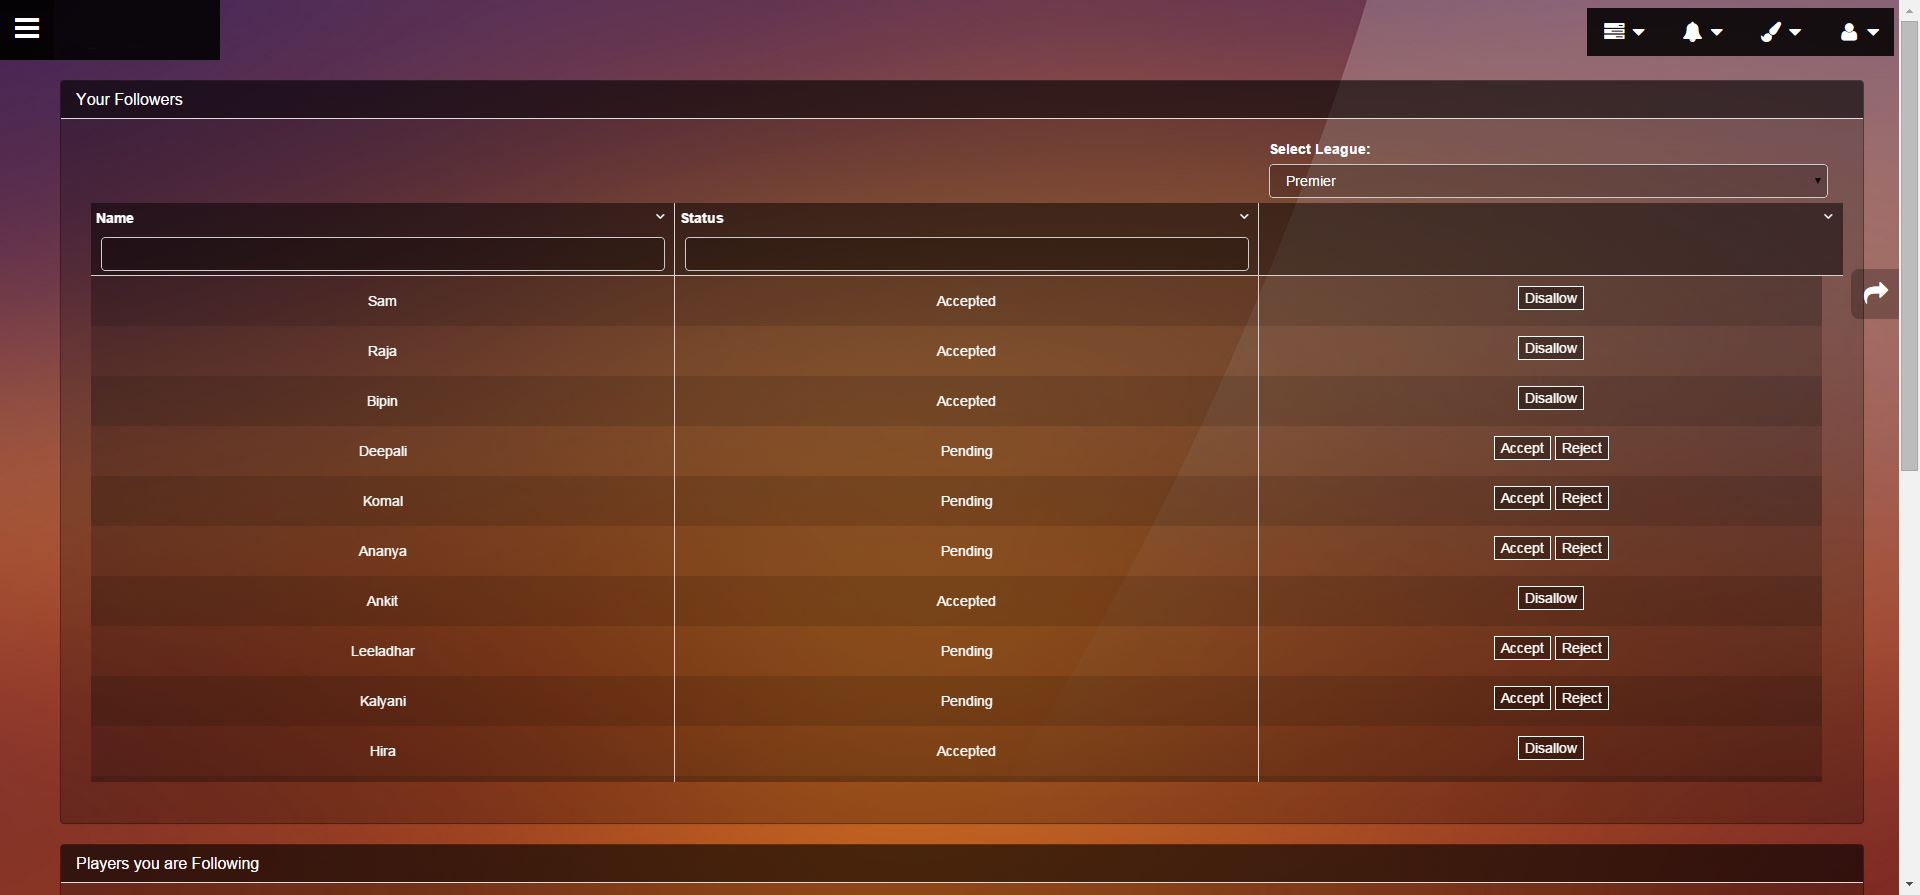 Your Followers
Select League:
Premier
Name Status
Sam Accepted Disallow
Raja Accepted Disallow
Bipin Accepted Disallow
Deepali Pending Accept Reject
Komal Pending Accept Reject
Ananya Pending Accept Reject
Ankit Accepted Disallow
Leeladhar Pending Accept Reject
Kalyani Pending Accept Reject
Hira Accepted Disallow
Players you are Following